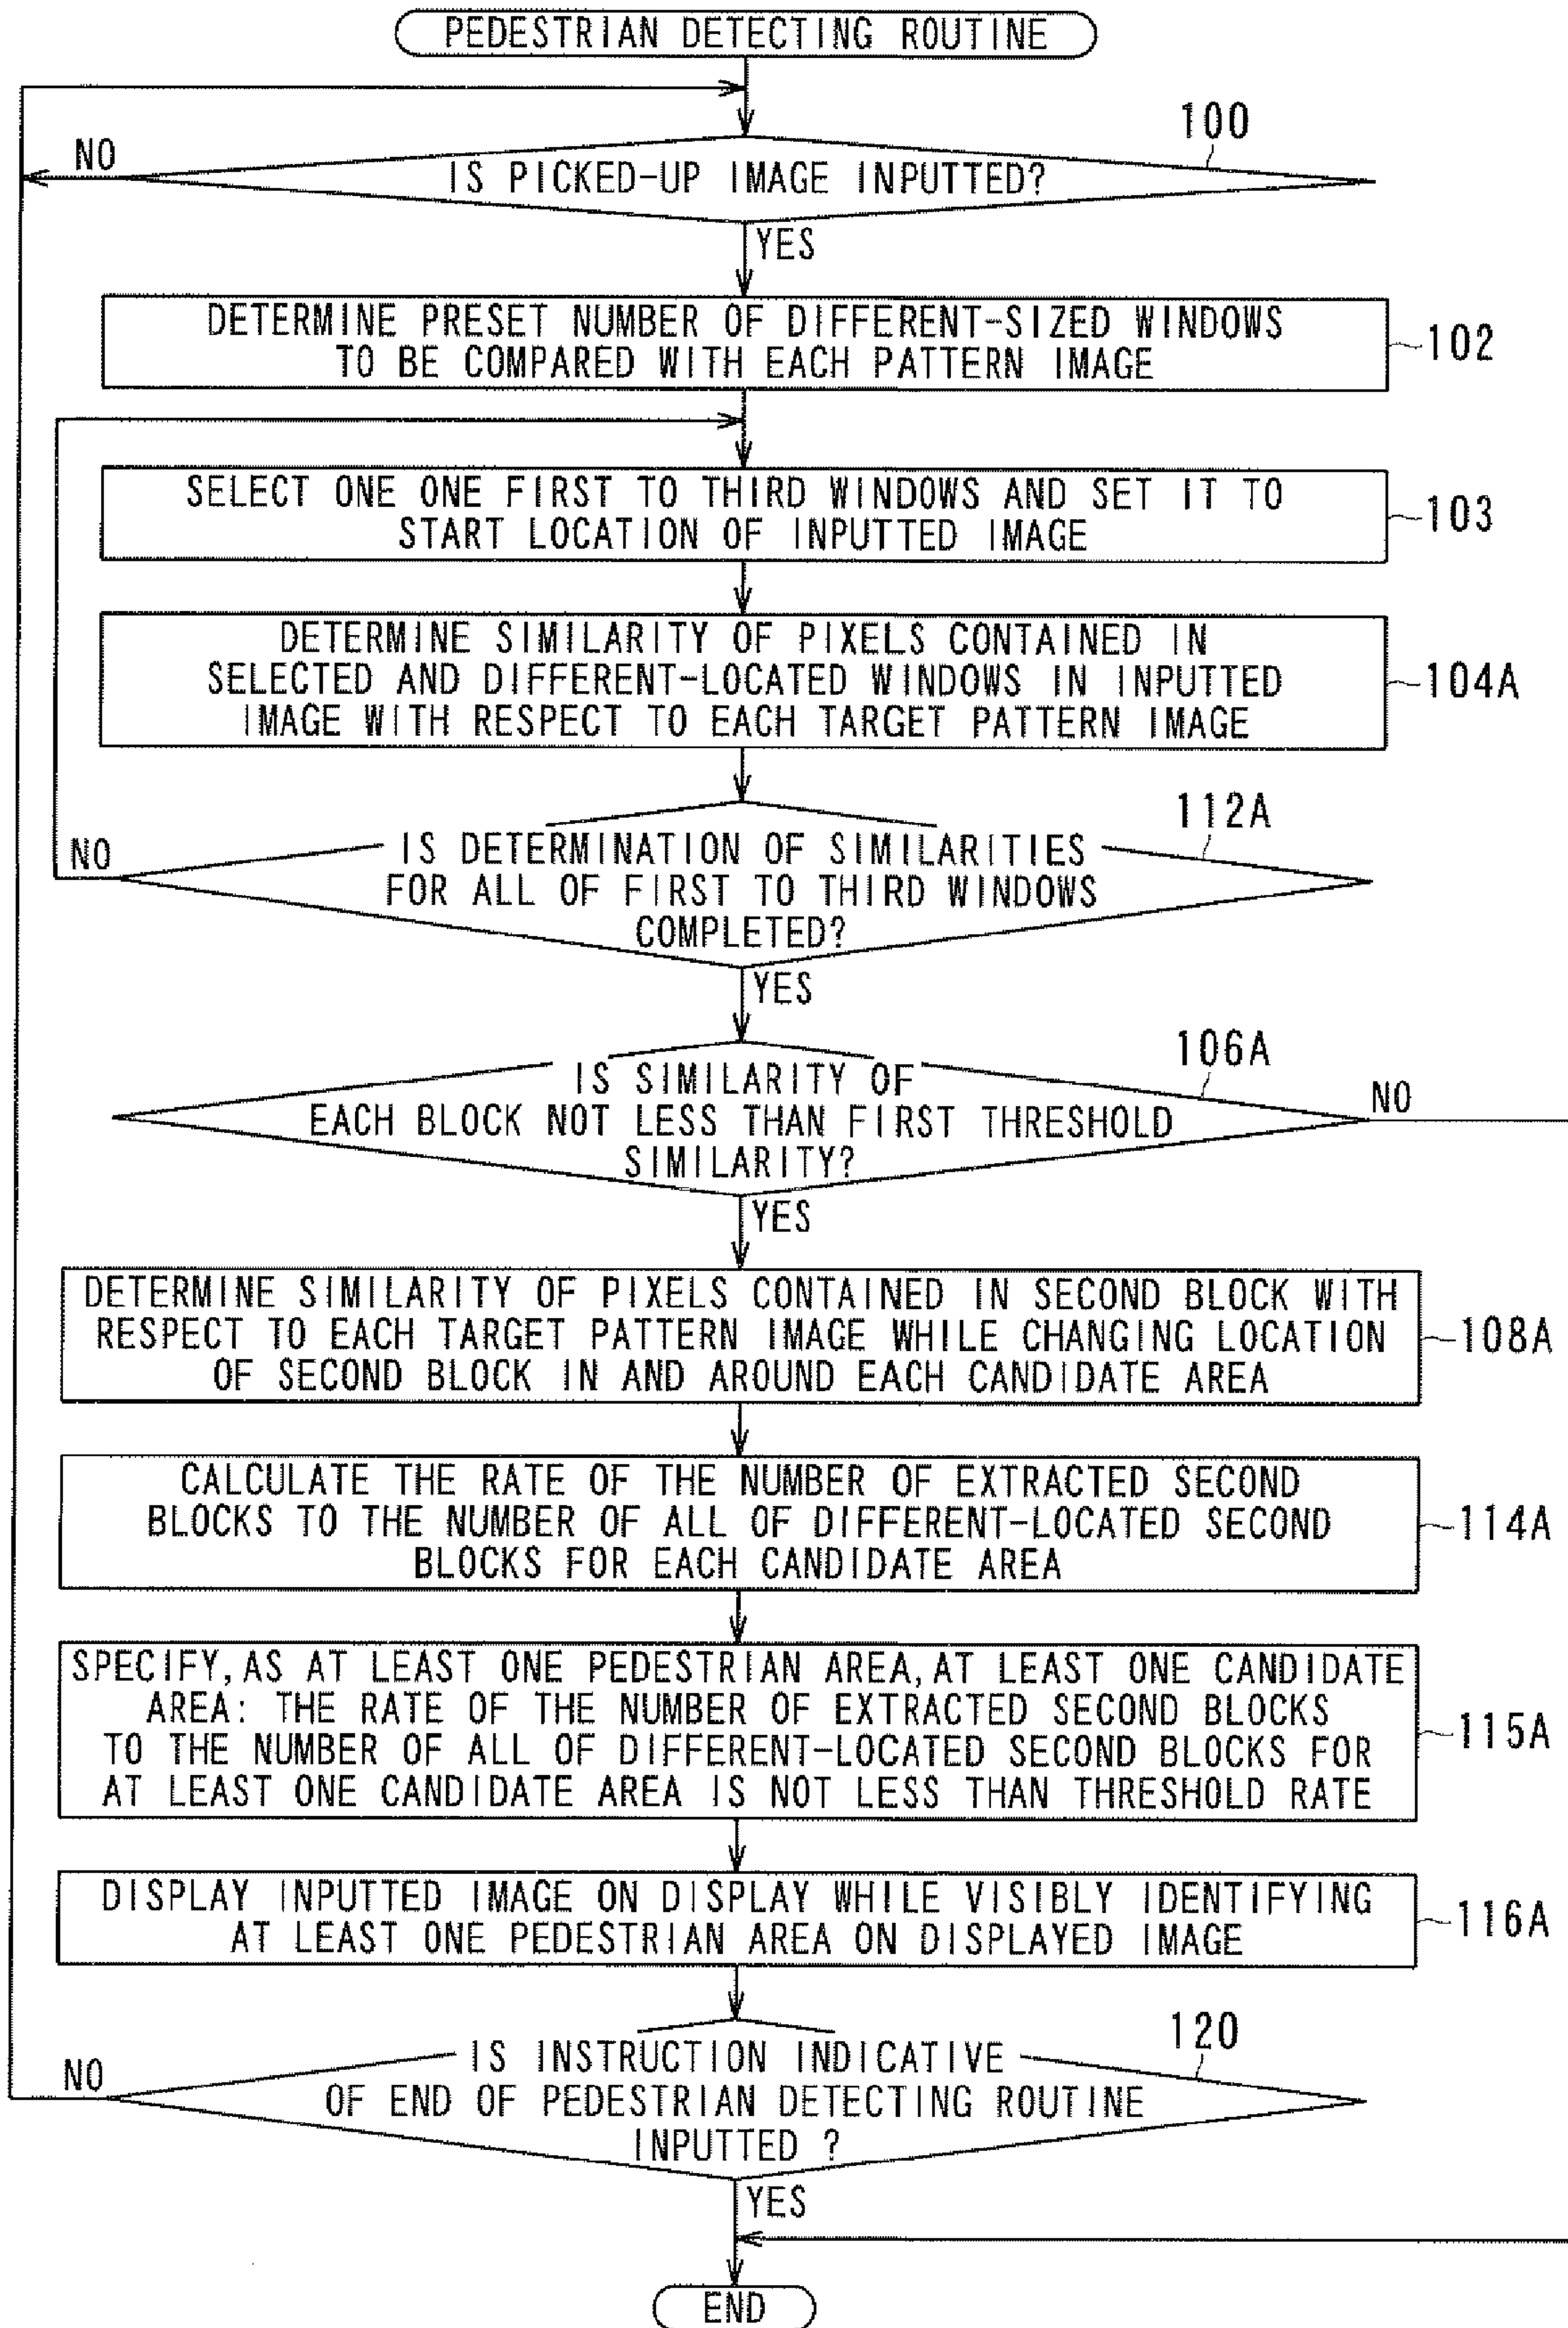 PEDESTRIAN DETECTING ROUTINE
100
NO
IS PICKED-UP IMAGE INPUTTED?
YES
DETERMINE PRESET NUMBER OF DIFFERENT-SIZED WINDOWS
TO BE COMPARED WITH EACH PATTERN IMAGE
102
SELECT ONE ONE FIRST TO THIRD WINDOWS AND SET IT TO
START LOCATION OF INPUTTED IMAGE
103
DETERMINE SIMILARITY OF PIXELS CONTAINED IN
SELECTED AND DIFFERENT-LOCATED WINDOWS IN INPUTTED
IMAGE WITH RESPECT TO EACH TARGET PATTERN IMAGE
104A
112A
NO
IS DETERMINATION OF SIMILARITIES
FOR ALL OF FIRST TO THIRD WINDOWS
COMPLETED?
YES
106A
IS SIMILARITY OF
EACH BLOCK NOT LESS THAN FIRST THRESHOLD
SIMILARITY?
NO
YES
DETERMINE SIMILARITY OF PIXELS CONTAINED IN SECOND BLOCK WITH
RESPECT TO EACH TARGET PATTERN IMAGE WHILE CHANGING LOCATION
OF SECOND BLOCK IN AND AROUND EACH CANDIDATE AREA
108A
CALCULATE THE RATE OF THE NUMBER OF EXTRACTED SECOND
BLOCKS TO THE NUMBER OF ALL OF DIFFERENT-LOCATED SECOND
BLOCKS FOR EACH CANDIDATE AREA
114A
SPECIFY, AS AT LEAST ONE PEDESTRIAN AREA, AT LEAST ONE CANDIDATE
AREA: THE RATE OF THE NUMBER OF EXTRACTED SECOND BLOCKS
TO THE NUMBER OF ALL OF DIFFERENT-LOCATED SECOND BLOCKS FOR
AT LEAST ONE CANDIDATE AREA IS NOT LESS THAN THRESHOLD RATE
115A
DISPLAY INPUTTED IMAGE ON DISPLAY WHILE VISIBLY IDENTIFYING
AT LEAST ONE PEDESTRIAN AREA ON DISPLAYED IMAGE
116A
120
NO
IS INSTRUCTION INDICATIVE
OF END OF PEDESTRIAN DETECTING ROUTINE
INPUTTED ?
YES
END